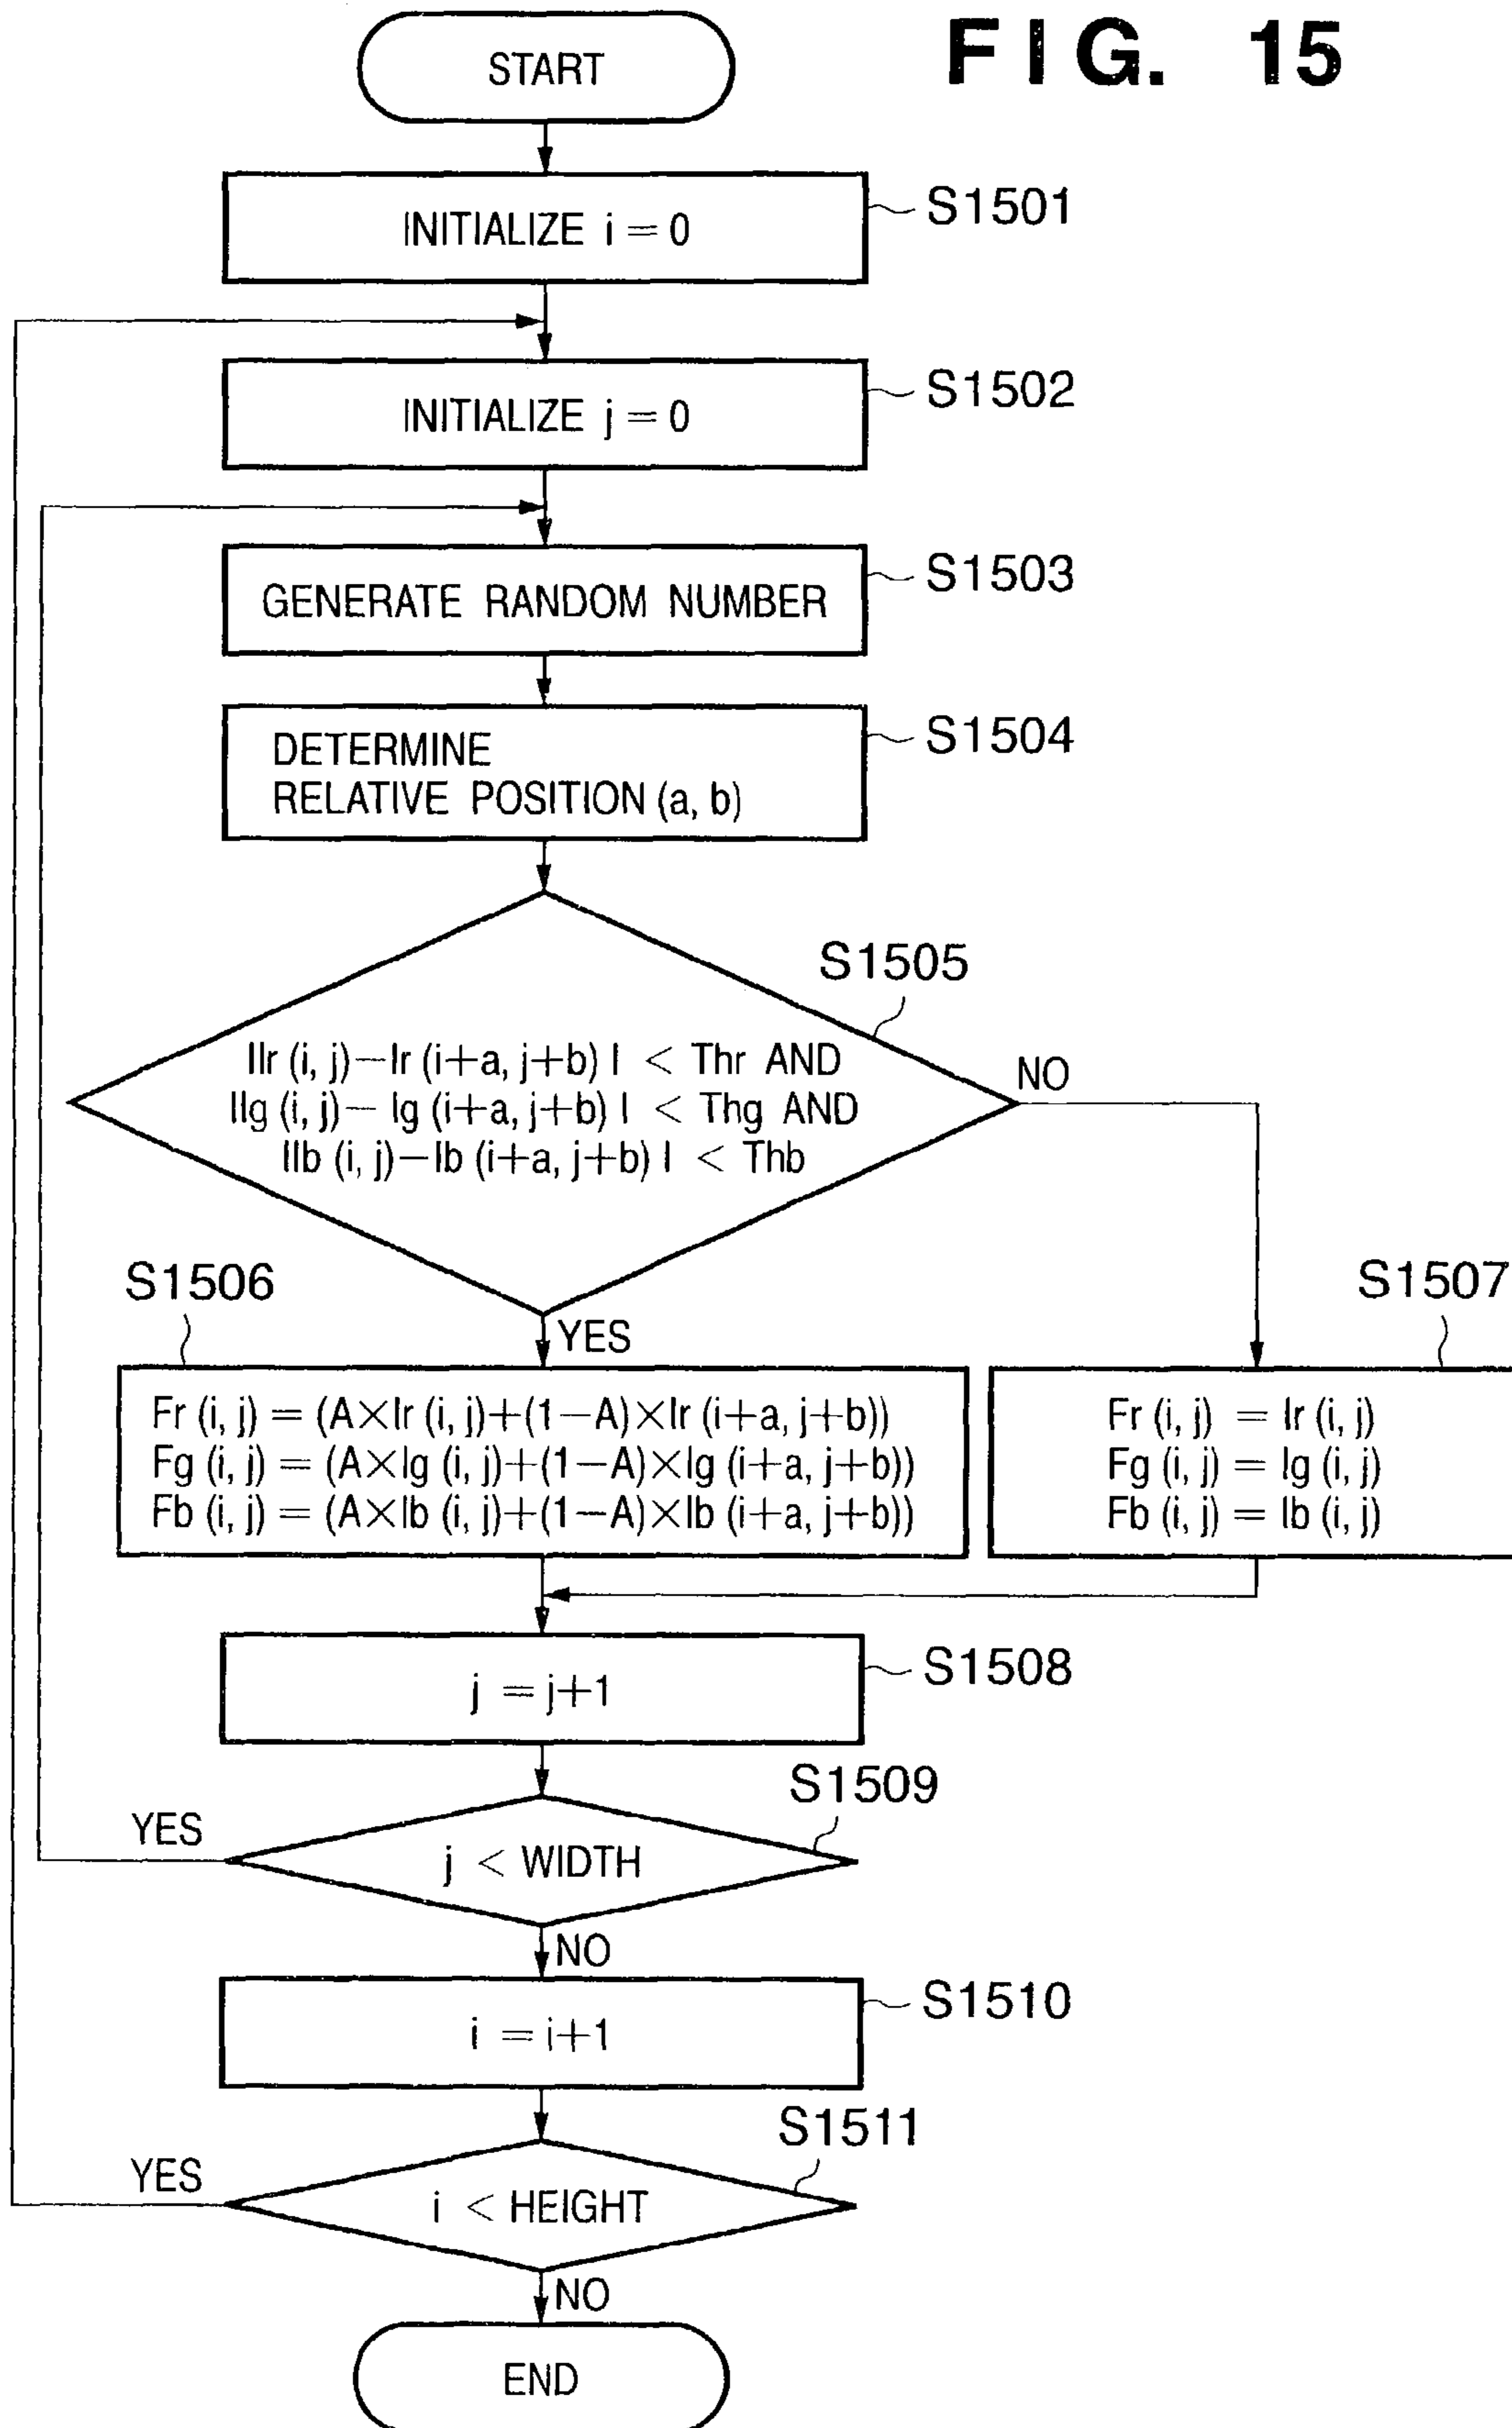 FIG. 15
START
INITIALIZE i = 0
S1501
INITIALIZE j = 0
S1502
GENERATE RANDOM NUMBER
S1503
DETERMINE
RELATIVE POSITION (a, b)
S1504
S1505
|Ir (i, j)−Ir (i+a, j+b) | < Thr AND
|Ig (i, j)− Ig (i+a, j+b) | < Thg AND
|Ib (i, j)−Ib (i+a, j+b) | < Thb
NO
YES
S1506
Fr (i, j) = (A×Ir (i, j)+(1−A)×Ir (i+a, j+b))
Fg (i, j) = (A×Ig (i, j)+(1−A)×Ig (i+a, j+b))
Fb (i, j) = (A×Ib (i, j)+(1−A)×Ib (i+a, j+b))
S1507
Fr (i, j) = Ir (i, j)
Fg (i, j) = Ig (i, j)
Fb (i, j) = Ib (i, j)
j = j+1
S1508
S1509
YES
j < WIDTH
NO
i = i+1
S1510
S1511
YES
i < HEIGHT
NO
END